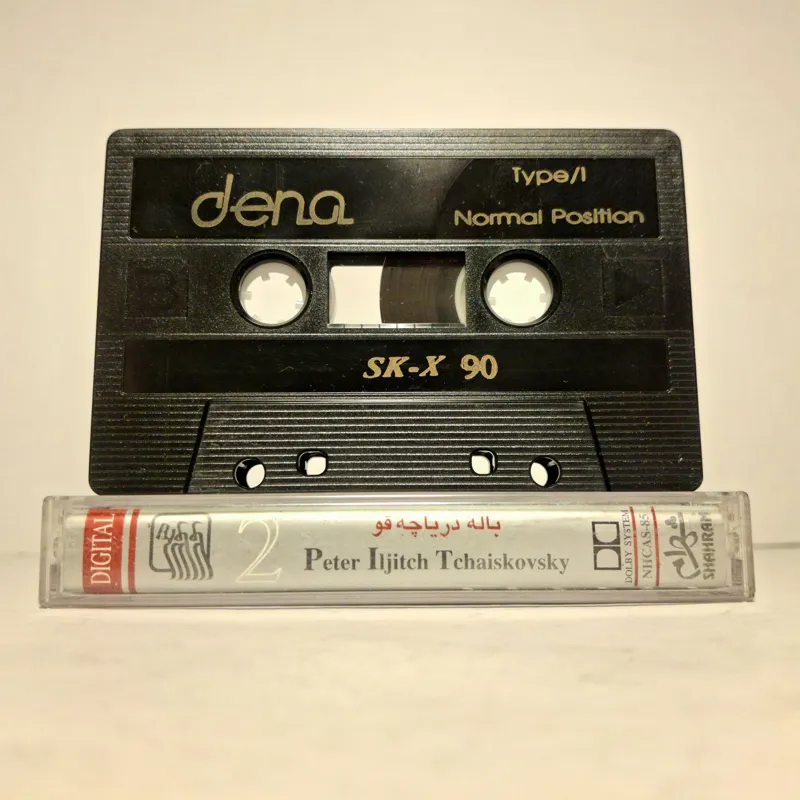 dena
Type/I
Normal Position
B
SK-X 90
DIGITAL
2
باله دریاچه قو
Peter Iljitch Tchaiskovsky
DOLBY SYSTEM
NHCAS-85
شهرام
SHAHRAM